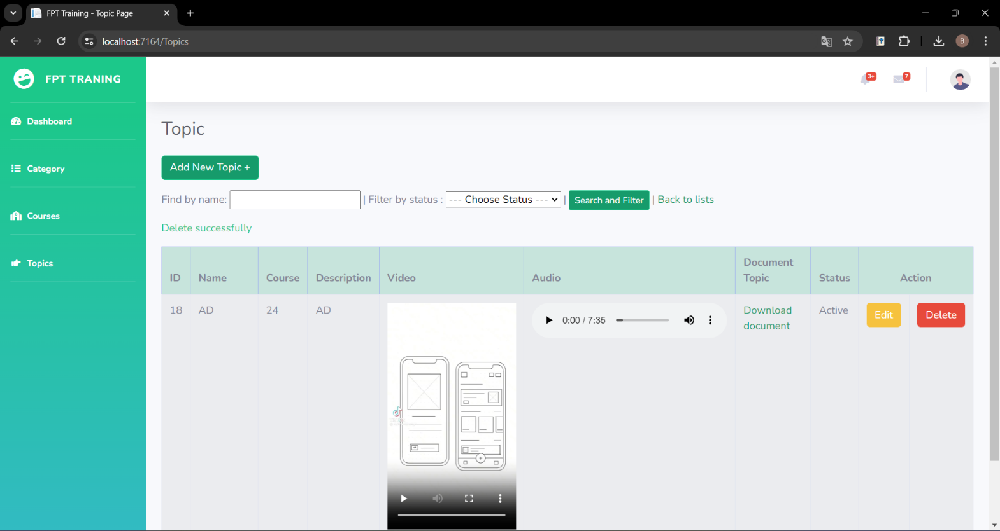 FPT Training - Topic Page
localhost:7164/Topics
B
FPT TRANING
3+
7
Dashboard
Category
Courses
Topics
Topic
Add New Topic +
Find by name: | Filter by status : --- Choose Status --- | Search and Filter | Back to lists
Delete successfully
ID Name Course Description Video Audio Document Topic Status Action
18 AD 24 AD 0:00 / 7:35 Download document Active Edit Delete